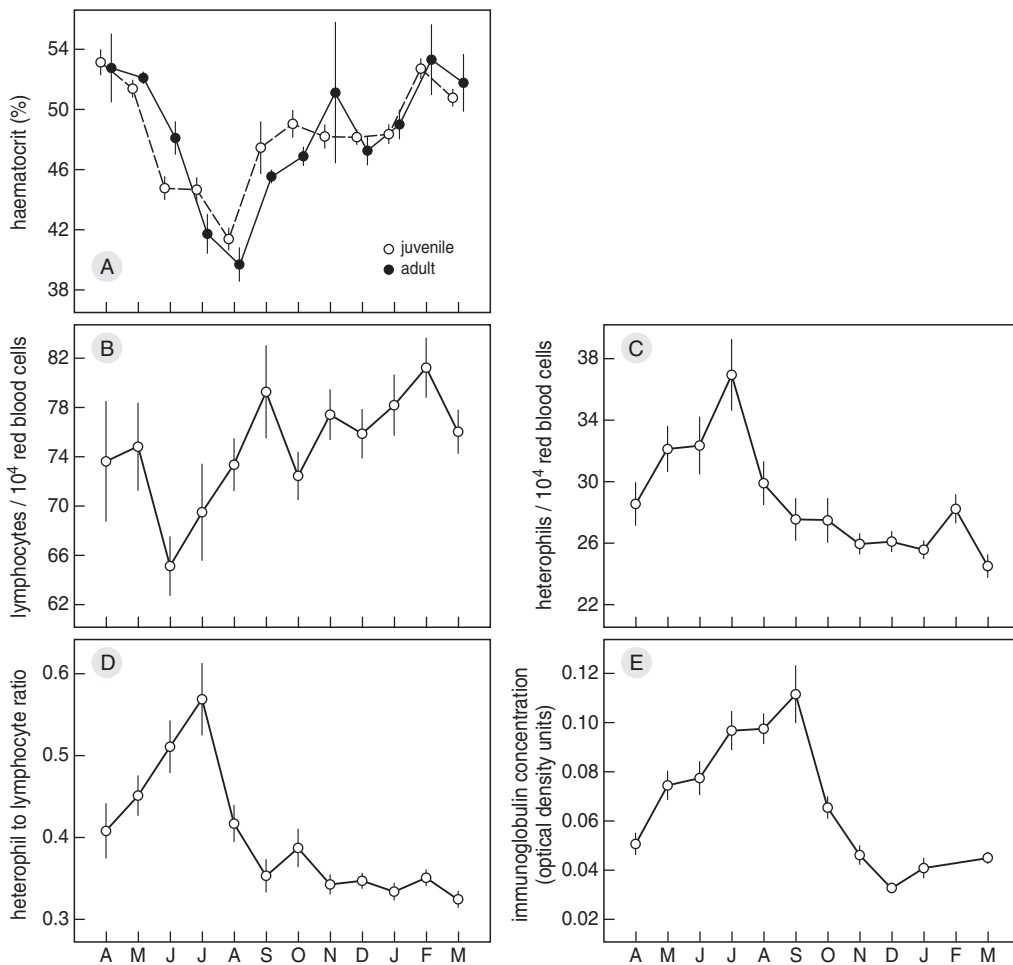 54
50
46
42
38
haematocrit (%)
A
juvenile
adult
82
78
74
70
66
62
lymphocytes / 10⁴ red blood cells
B
38
34
30
26
22
heterophils / 10⁴ red blood cells
C
0.6
0.5
0.4
0.3
heterophil to lymphocyte ratio
D
A M J J A S O N D J F M
0.12
0.10
0.08
0.06
0.04
0.02
immunoglobulin concentration
(optical density units)
E
A M J J A S O N D J F M